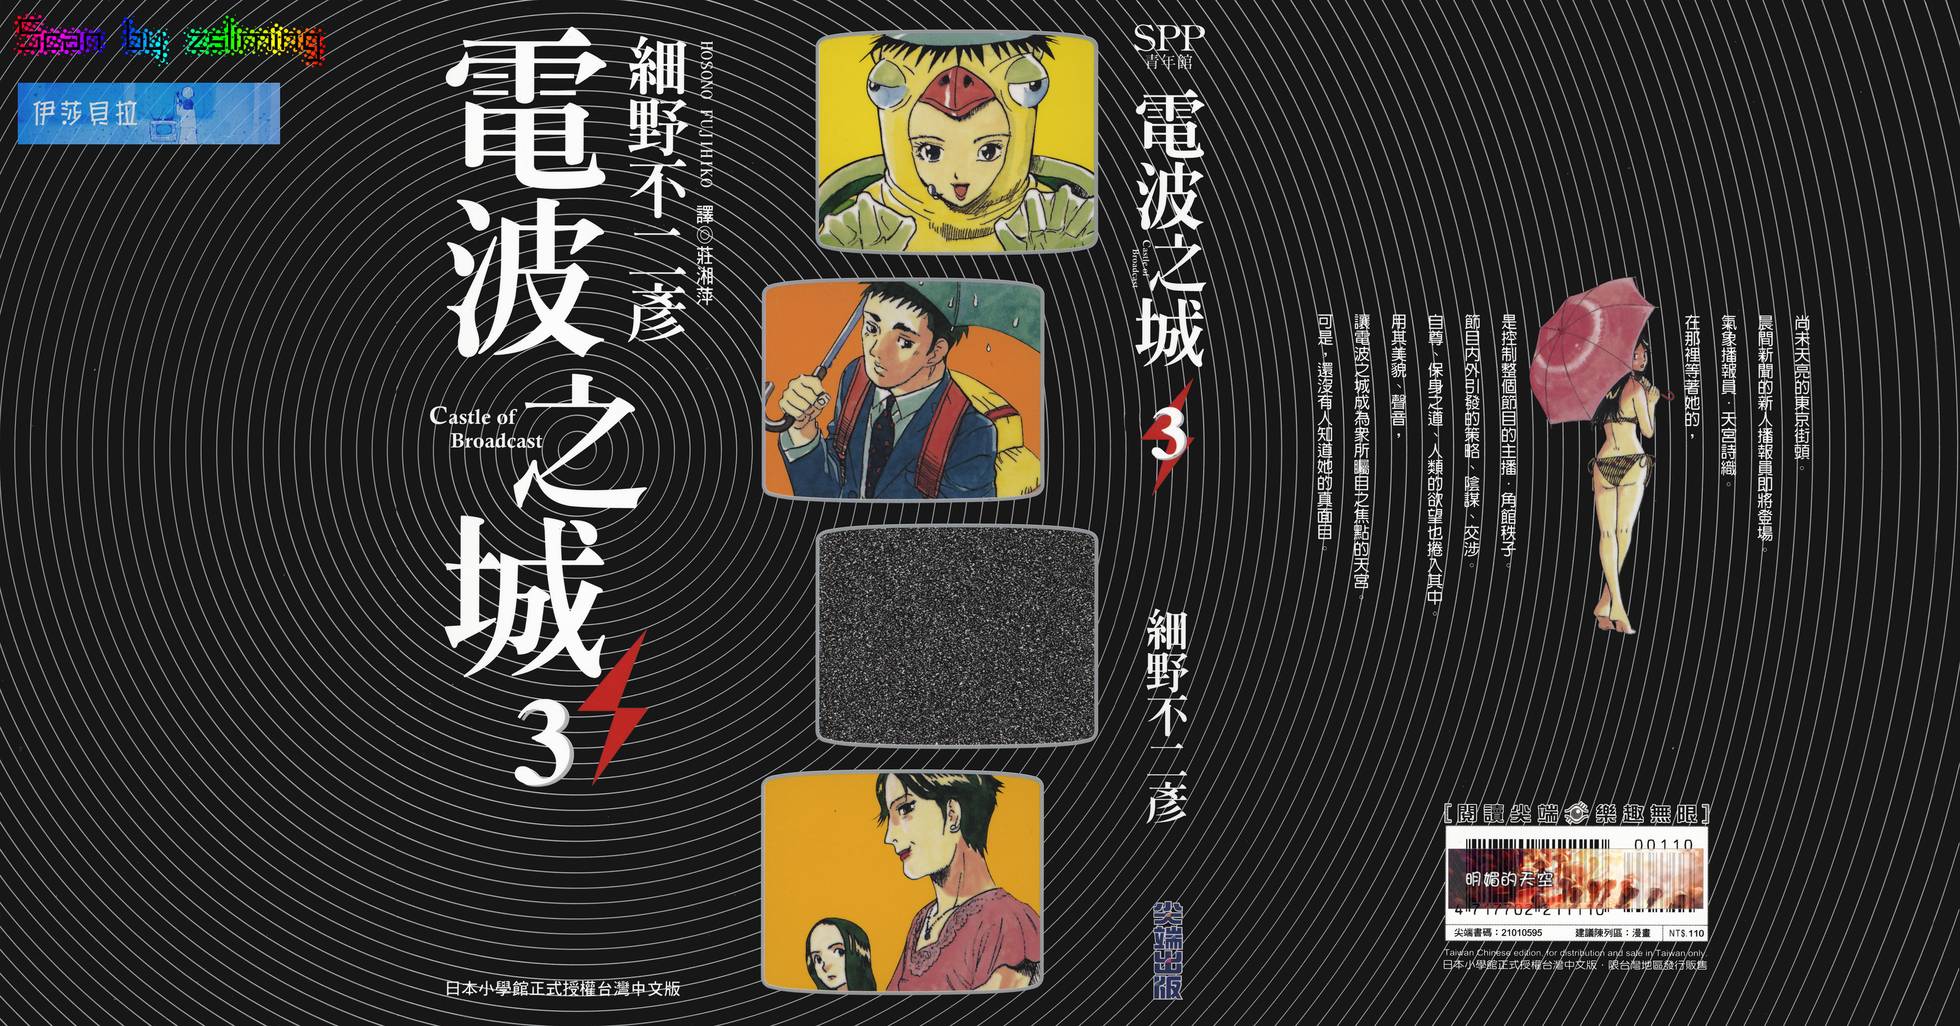 Scan by zsliming
伊莎貝拉
電波之城
Castle of
Broadcast
3
細野不二彥
HOSONO FUJIHIKO
譯◎莊湘萍
日本小學館正式授權台灣中文版
SPP
青年館
電波之城
Castle of
Broadcast
3
細野不二彥
尖端出版
尚未天亮的東京街頭。
晨間新聞的新人播報員即將登場。
氣象播報員．天宮詩織。
在那裡等著她的，
是控制整個節目的主播．角館秩子。
節目內外引發的策略、陰謀、交涉。
自尊、保身之道、人類的欲望也捲入其中。
用其美貌、聲音，
讓電波之城成為眾所矚目之焦點的天宮。
可是，還沒有人知道她的真面目。
[閱讀尖端 樂趣無限]
00110
明媚的天空
4 717702 211110
尖端書碼：21010595 建議陳列區：漫畫 NT$.110
Taiwan Chinese edition, for distribution and sale in Taiwan only.
日本小學館正式授權台灣中文版．限台灣地區發行販售